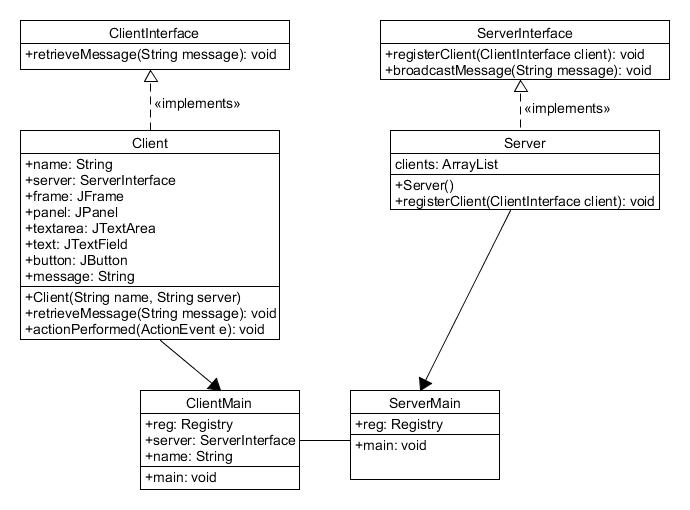 ClientInterface
+retrieveMessage(String message): void
ServerInterface
+registerClient(ClientInterface client): void
+broadcastMessage(String message): void
«implements»
«implements»
Client
+name: String
+server: ServerInterface
+frame: JFrame
+panel: JPanel
+textarea: JTextArea
+text: JTextField
+button: JButton
+message: String
+Client(String name, String server)
+retrieveMessage(String message): void
+actionPerformed(ActionEvent e): void
Server
clients: ArrayList
+Server()
+registerClient(ClientInterface client): void
ClientMain
+reg: Registry
+server: ServerInterface
+name: String
+main: void
ServerMain
+reg: Registry
+main: void